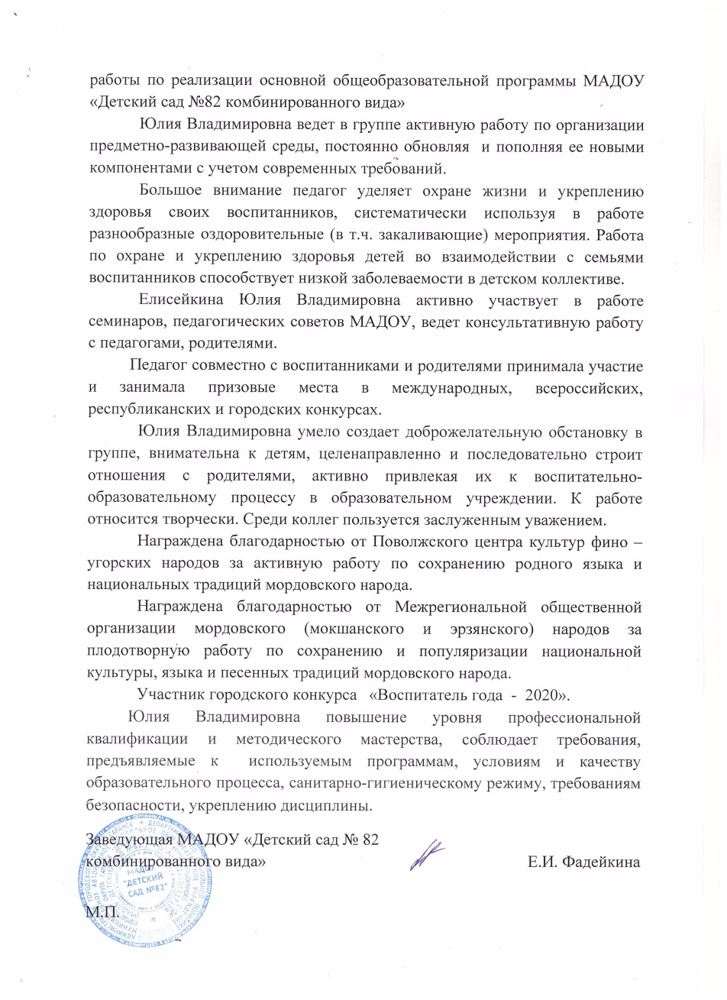 работы по реализации основной общеобразовательной программы МАДОУ
«Детский сад №82 комбинированного вида»
Юлия Владимировна ведет в группе активную работу по организации
предметно-развивающей среды, постоянно обновляя и пополняя ее новыми
компонентами с учетом современных требований.
Большое внимание педагог уделяет охране жизни и укреплению
здоровья своих воспитанников, систематически используя в работе
разнообразные оздоровительные (в т.ч. закаливающие) мероприятия. Работа
по охране и укреплению здоровья детей во взаимодействии с семьями
воспитанников способствует низкой заболеваемости в детском коллективе.
Елисейкина Юлия Владимировна активно участвует в работе
семинаров, педагогических советов МАДОУ, ведет консультативную работу
с педагогами, родителями.
Педагог совместно с воспитанниками и родителями принимала участие
и занимала призовые места в международных, всероссийских,
республиканских и городских конкурсах.
Юлия Владимировна умело создает доброжелательную обстановку в
группе, внимательна к детям, целенаправленно и последовательно строит
отношения с родителями, активно привлекая их к воспитательно-
образовательному процессу в образовательном учреждении. К работе
относится творчески. Среди коллег пользуется заслуженным уважением.
Награждена благодарностью от Поволжского центра культур фино –
угорских народов за активную работу по сохранению родного языка и
национальных традиций мордовского народа.
Награждена благодарностью от Межрегиональной общественной
организации мордовского (мокшанского и эрзянского) народов за
плодотворную работу по сохранению и популяризации национальной
культуры, языка и песенных традиций мордовского народа.
Участник городского конкурса «Воспитатель года - 2020».
Юлия Владимировна повышение уровня профессиональной
квалификации и методического мастерства, соблюдает требования,
предъявляемые к используемым программам, условиям и качеству
образовательного процесса, санитарно-гигиеническому режиму, требованиям
безопасности, укреплению дисциплины.
Заведующая МАДОУ «Детский сад № 82
комбинированного вида» Е.И. Фадейкина
МАДОУ
"ДЕТСКИЙ
САД №82"
М.П.